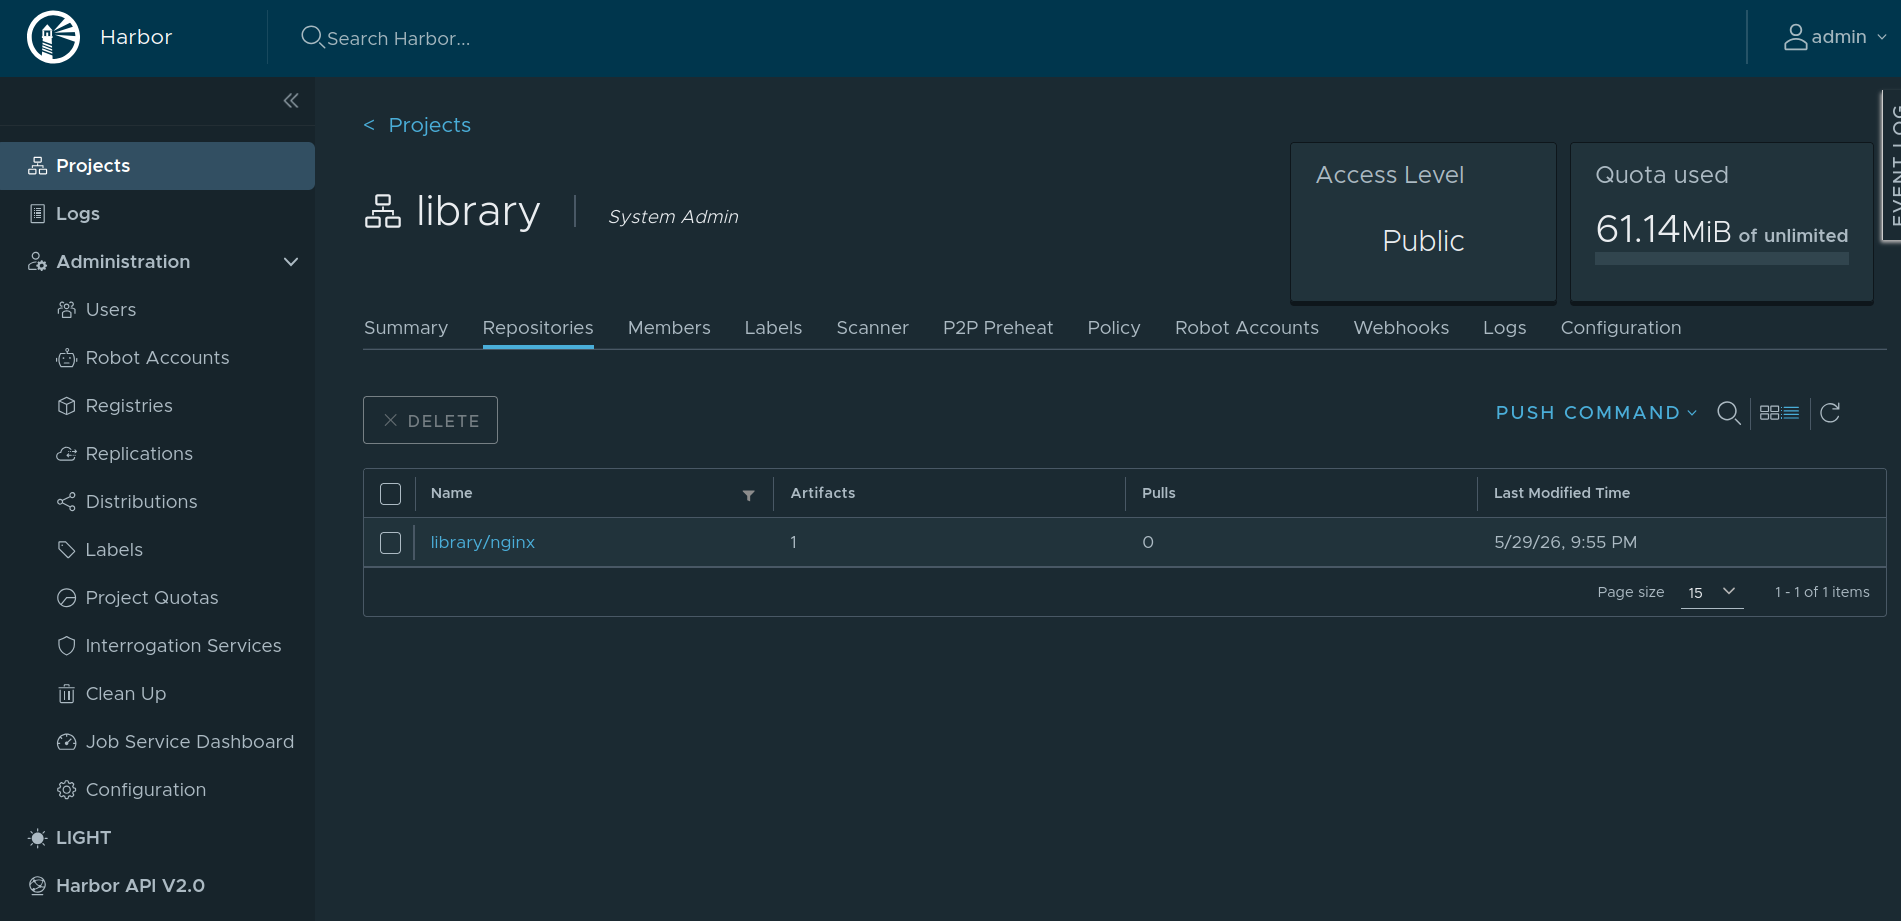 Harbor
Search Harbor...
admin
EVENT LOG
Projects
Logs
Administration
Users
Robot Accounts
Registries
Replications
Distributions
Labels
Project Quotas
Interrogation Services
Clean Up
Job Service Dashboard
Configuration
LIGHT
Harbor API V2.0
< Projects
library
System Admin
Access Level
Public
Quota used
61.14MiB of unlimited
Summary Repositories Members Labels Scanner P2P Preheat Policy Robot Accounts Webhooks Logs Configuration
DELETE
PUSH COMMAND
Name Artifacts Pulls Last Modified Time
library/nginx 1 0 5/29/26, 9:55 PM
Page size 15 1 - 1 of 1 items